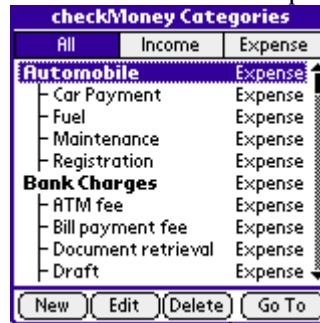 checkMoney Categories
All Income Expense
Automobile Expense
Car Payment Expense
Fuel Expense
Maintenance Expense
Registration Expense
Bank Charges Expense
ATM fee Expense
Bill payment fee Expense
Document retrieval Expense
Draft Expense
New Edit Delete Go To